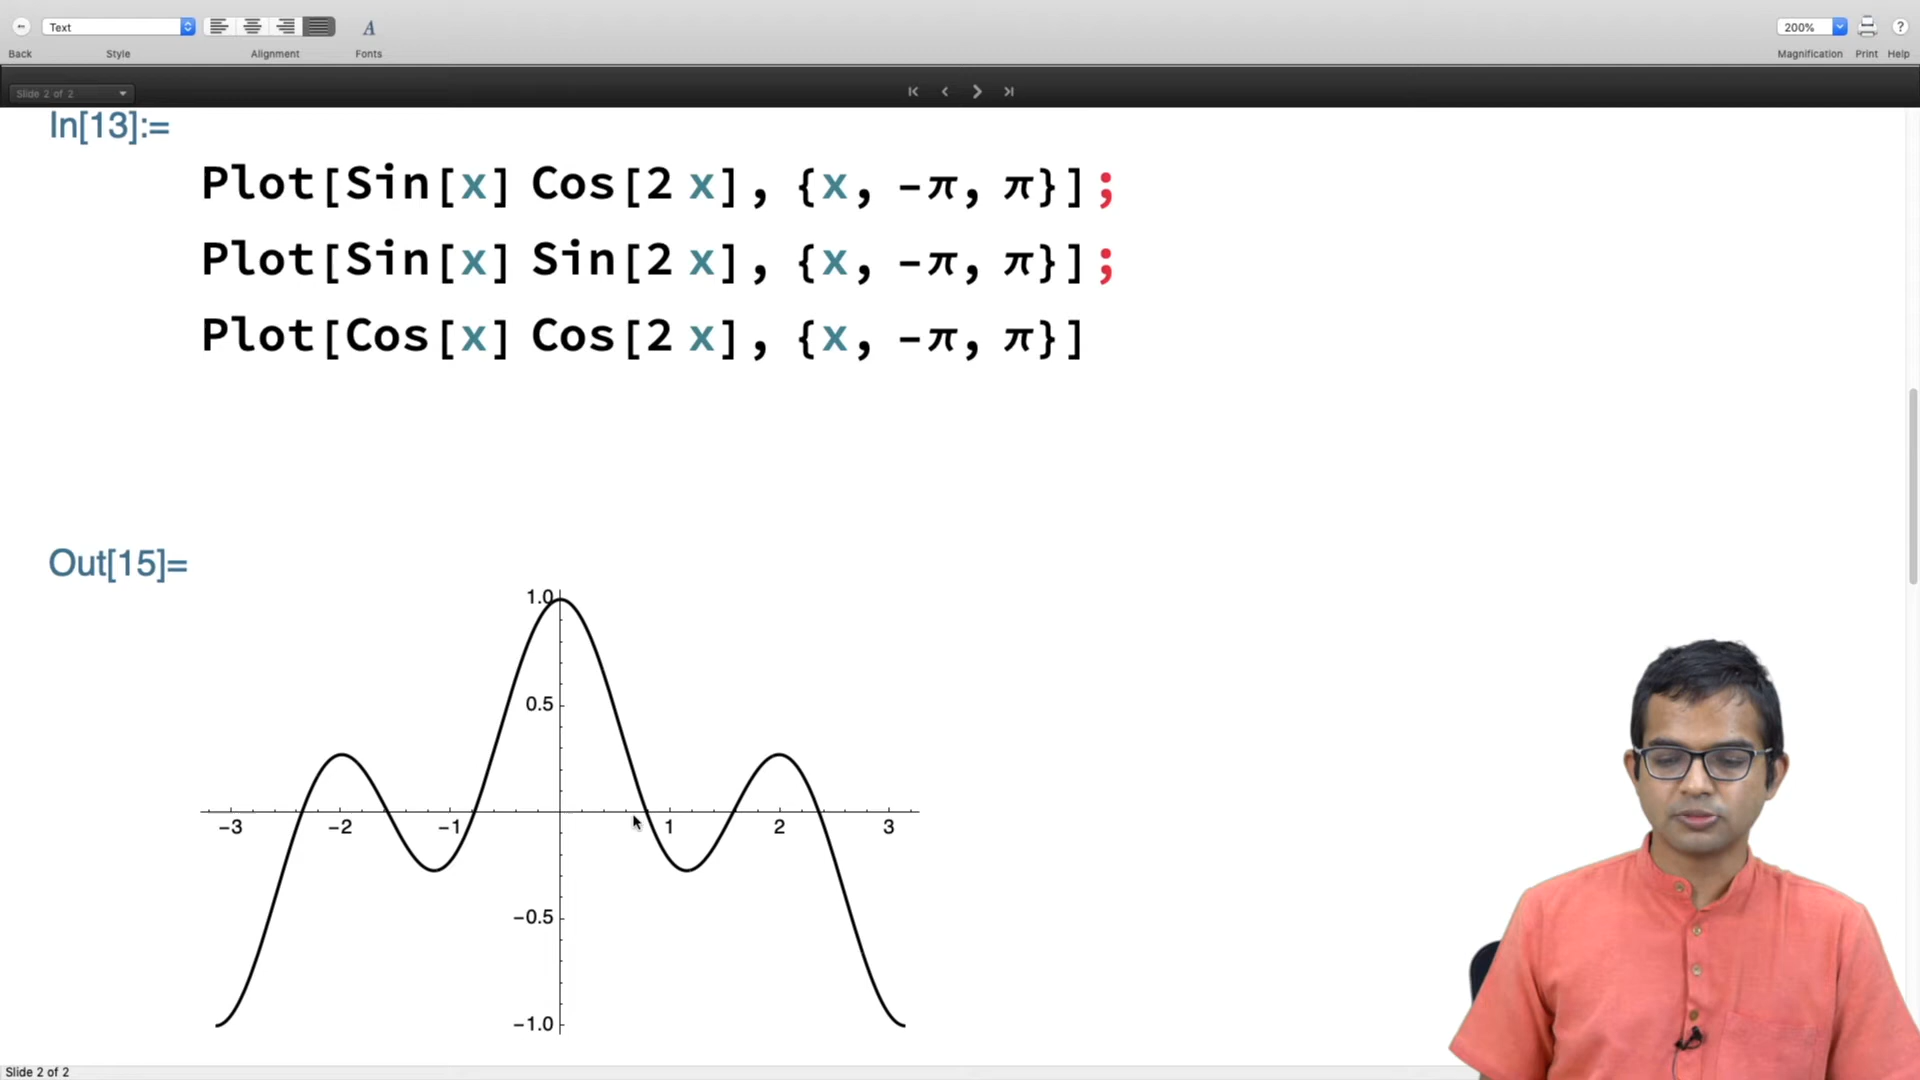 Text
200%
Back
Style
Alignment
Fonts
Magnification
Print
Help
Slide 2 of 2
In[13]:=
Plot[Sin[x] Cos[2 x], {x, -π, π}];
Plot[Sin[x] Sin[2 x], {x, -π, π}];
Plot[Cos[x] Cos[2 x], {x, -π, π}]
Out[15]=
1.0
0.5
-3 -2 -1 1 2 3
-0.5
-1.0
Slide 2 of 2